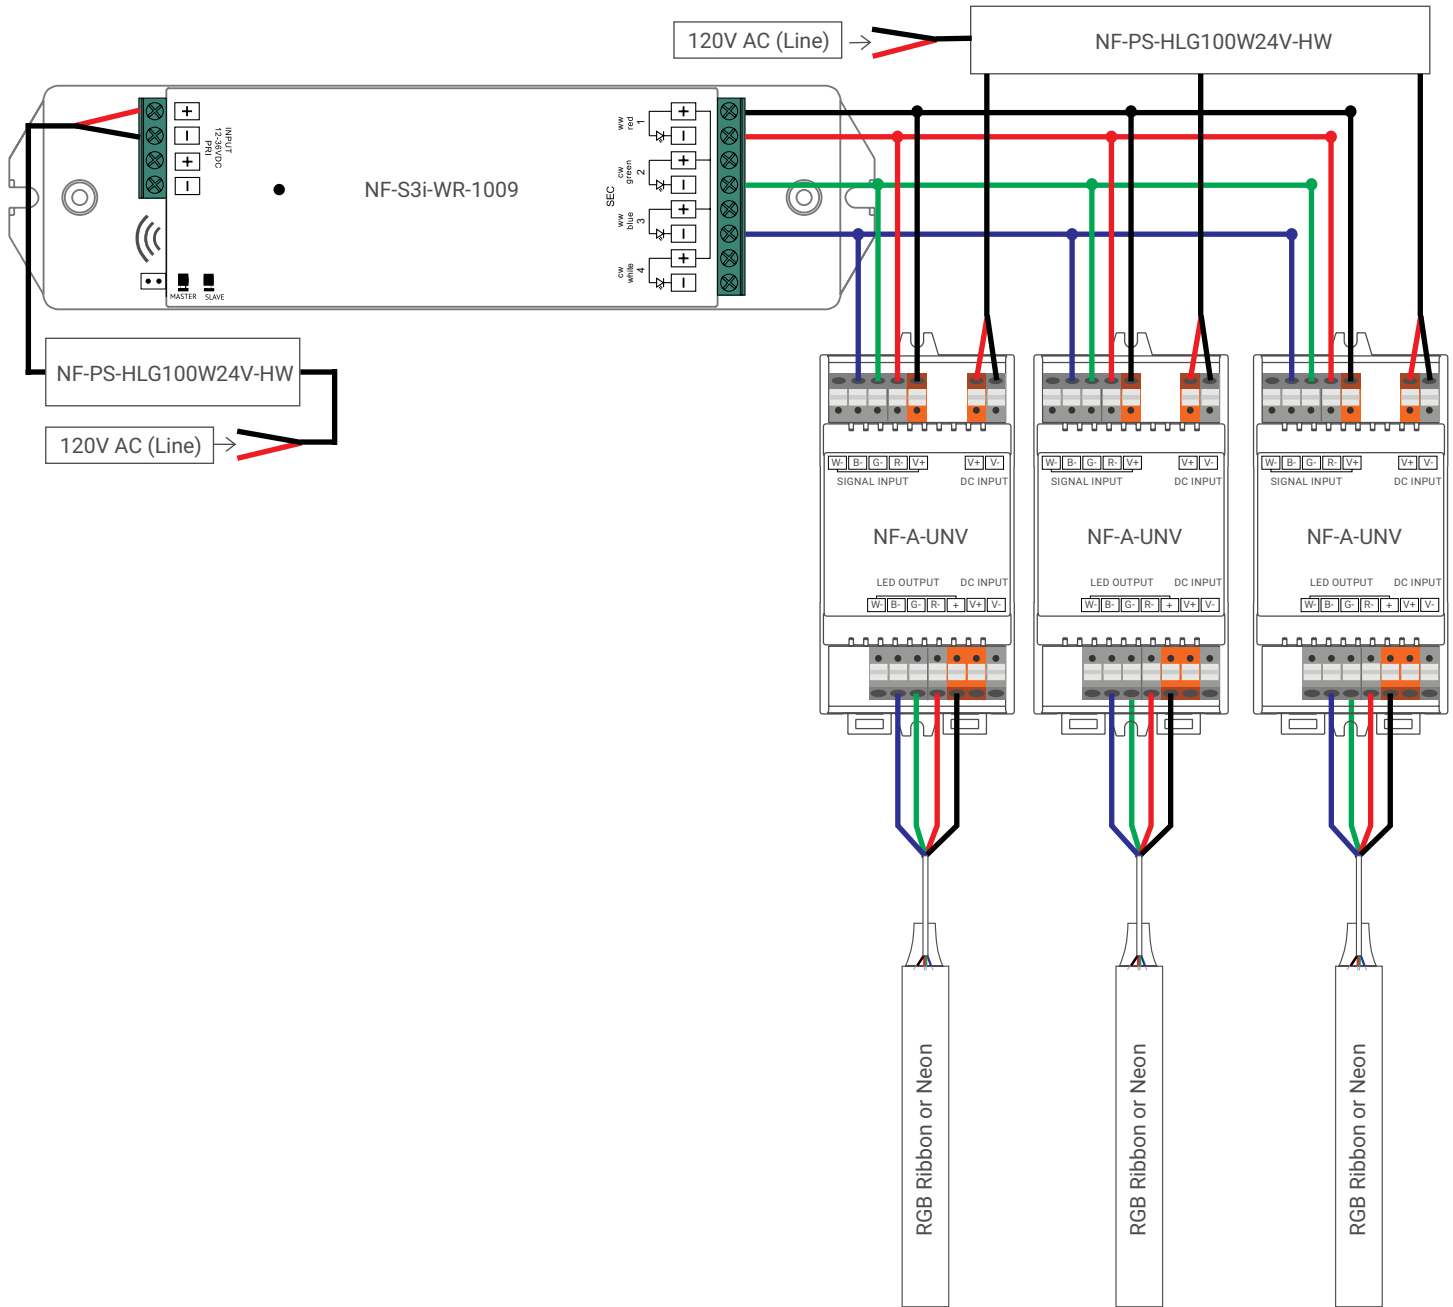 120V AC (Line)
NF-PS-HLG100W24V-HW
+
−
+
−
INPUT
12-36VDC
PRI
NF-S3i-WR-1009
MASTER
SLAVE
SEC
ww
red
1
+
−
cw
green
2
+
−
ww
blue
3
+
−
cw
white
4
+
−
NF-PS-HLG100W24V-HW
120V AC (Line)
W- B- G- R- V+ V+ V-
SIGNAL INPUT DC INPUT
NF-A-UNV
LED OUTPUT DC INPUT
W- B- G- R- + V+ V-
W- B- G- R- V+ V+ V-
SIGNAL INPUT DC INPUT
NF-A-UNV
LED OUTPUT DC INPUT
W- B- G- R- + V+ V-
W- B- G- R- V+ V+ V-
SIGNAL INPUT DC INPUT
NF-A-UNV
LED OUTPUT DC INPUT
W- B- G- R- + V+ V-
RGB Ribbon or Neon
RGB Ribbon or Neon
RGB Ribbon or Neon